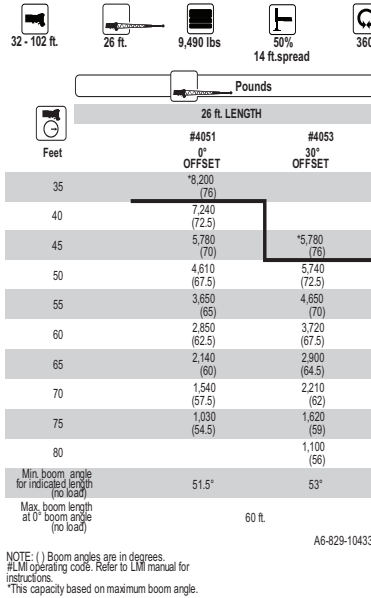 32 - 102 ft.
26 ft.
9,490 lbs
50%
14 ft.spread
360
Pounds
26 ft. LENGTH
Feet
#4051
0°
OFFSET
#4053
30°
OFFSET
35
*8,200
(76)
40
7,240
(72.5)
45
5,780
(70)
*5,780
(76)
50
4,610
(67.5)
5,740
(72.5)
55
3,650
(65)
4,650
(70)
60
2,850
(62.5)
3,720
(67.5)
65
2,140
(60)
2,900
(64.5)
70
1,540
(57.5)
2,210
(62)
75
1,030
(54.5)
1,620
(59)
80
1,100
(56)
Min. boom angle
for indicated length
(no load)
51.5°
53°
Max. boom length
at 0° boom angle
(no load)
60 ft.
A6-829-10433
NOTE: ( ) Boom angles are in degrees.
#LMI operating code. Refer to LMI manual for
instructions.
*This capacity based on maximum boom angle.